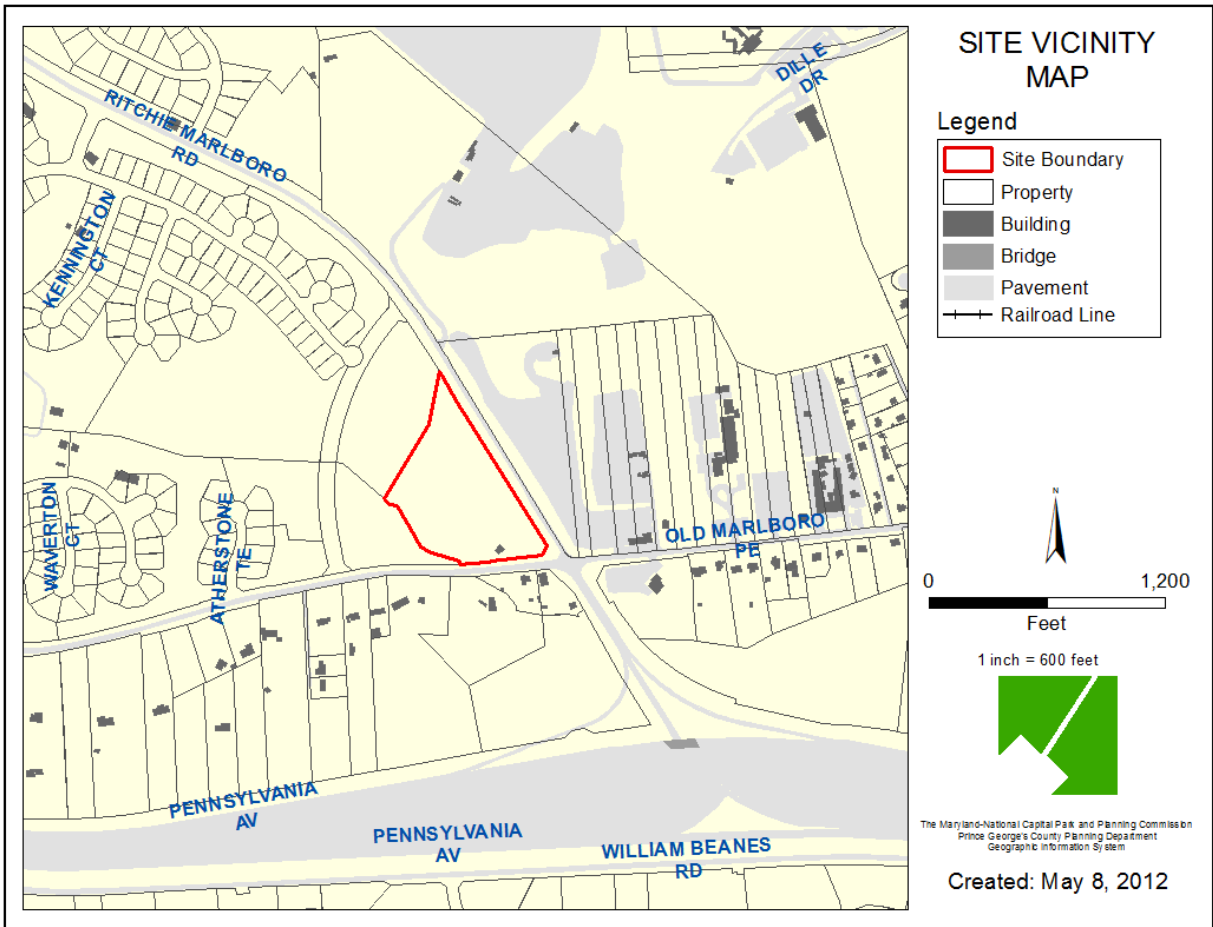 SITE VICINITY
MAP
Legend
Site Boundary
Property
Building
Bridge
Pavement
Railroad Line
N
0 1,200
Feet
1 inch = 600 feet
The Maryland-National Capital Park and Planning Commission
Prince George's County Planning Department
Geographic Information System
Created: May 8, 2012
DILLE
DR
RITCHIE MARLBORO
RD
KENNINGTON
CT
WAVERTON
CT
ATHERSTONE
TE
OLD MARLBORO
PE
PENNSYLVANIA
AV
PENNSYLVANIA
AV
WILLIAM BEANES
RD